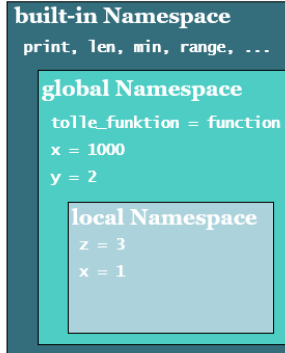 built-in Namespace
print, len, min, range, ...
global Namespace
tolle_funktion = function
x = 1000
y = 2
local Namespace
z = 3
x = 1